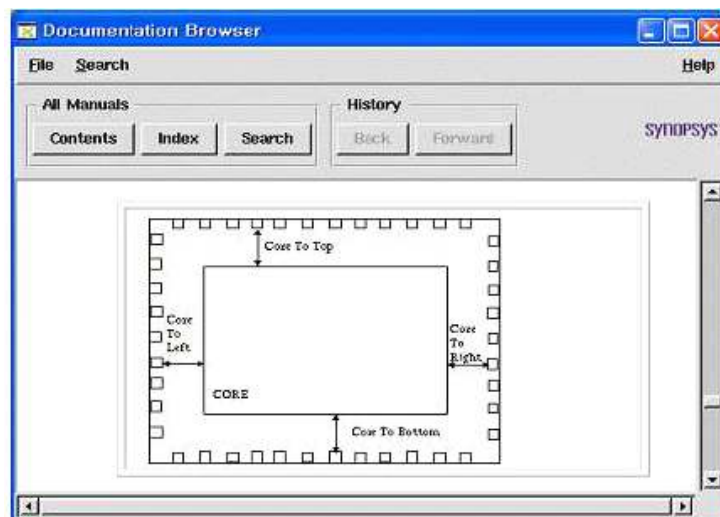 Documentation Browser
File Search Help
All Manuals History
Contents Index Search Back Forward
SYNOPSYS
Core To Top
Core
To
Left
Core
To
Right
CORE
Core To Bottom